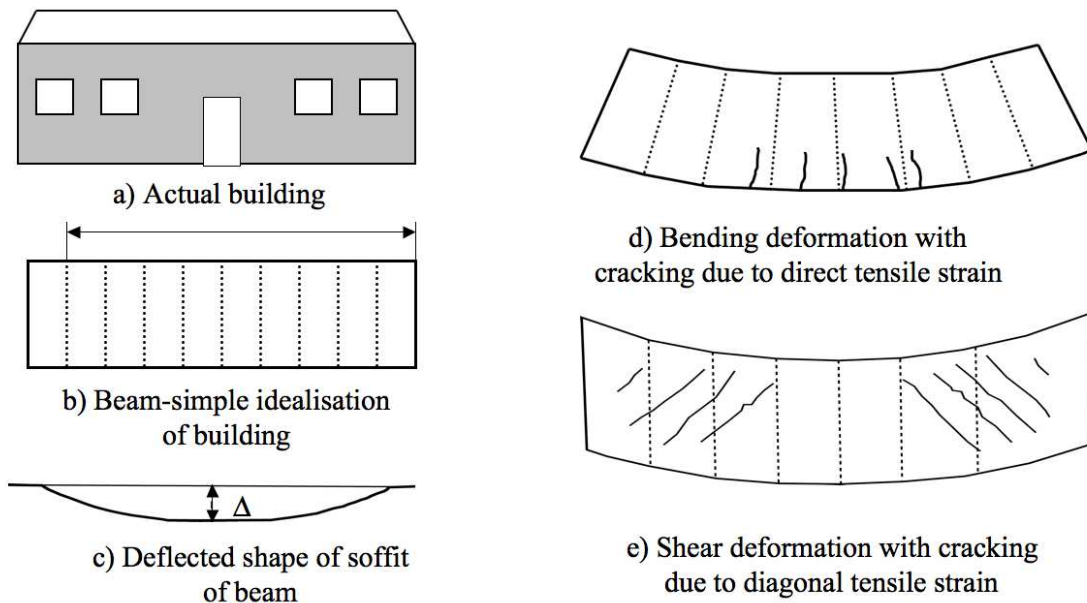 a) Actual building
b) Beam-simple idealisation
of building
Δ
c) Deflected shape of soffit
of beam
d) Bending deformation with
cracking due to direct tensile strain
e) Shear deformation with cracking
due to diagonal tensile strain